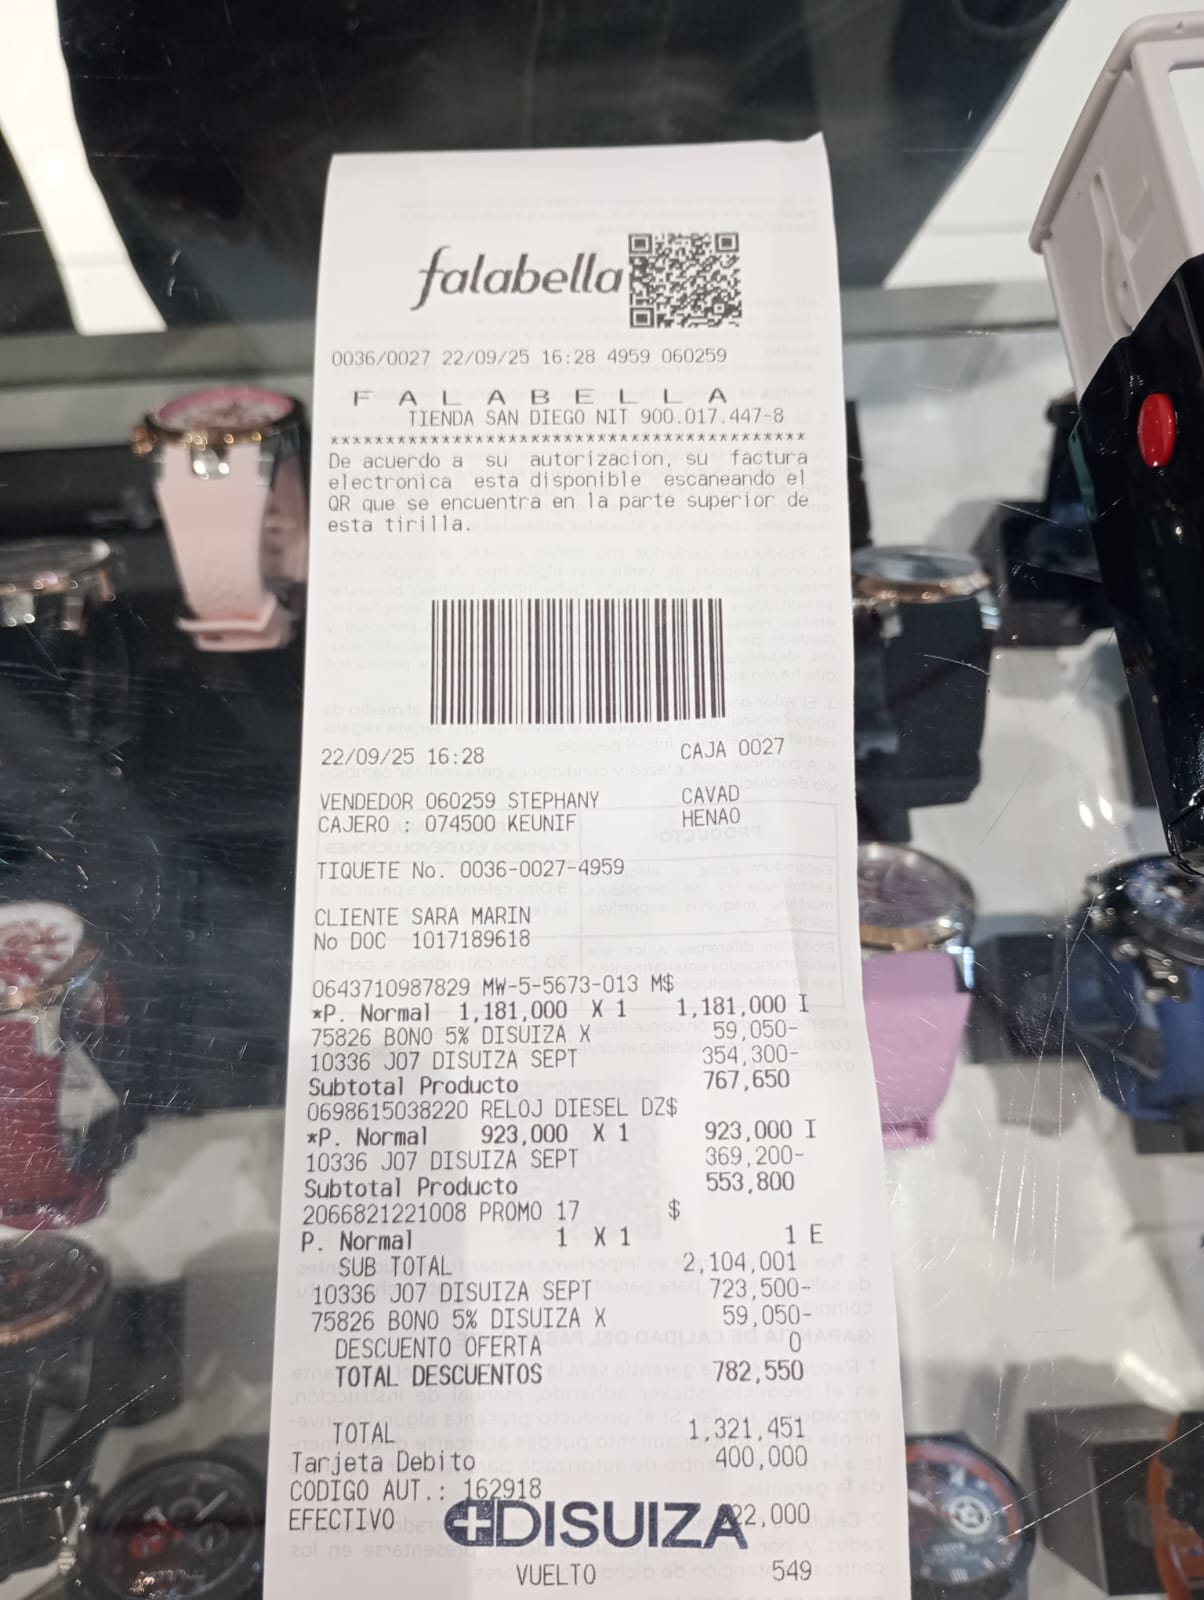 falabella
0036/0027 22/09/25 16:28 4959 060259
F A L A B E L L A
TIENDA SAN DIEGO NIT 900.017.447-8
******************************************
De acuerdo a su autorizacion, su factura
electronica esta disponible escaneando el
QR que se encuentra en la parte superior de
esta tirilla.
22/09/25 16:28 CAJA 0027
VENDEDOR 060259 STEPHANY CAVAD
CAJERO : 074500 KEUNIF HENAO
TIQUETE No. 0036-0027-4959
CLIENTE SARA MARIN
No DOC 1017189618
0643710987829 MW-5-5673-013 M$
*P. Normal 1,181,000 X 1 1,181,000 I
75826 BONO 5% DISUIZA X 59,050-
10336 J07 DISUIZA SEPT 354,300-
Subtotal Producto 767,650
0698615038220 RELOJ DIESEL DZ$
*P. Normal 923,000 X 1 923,000 I
10336 J07 DISUIZA SEPT 369,200-
Subtotal Producto 553,800
2066821221008 PROMO 17 $
P. Normal 1 X 1 1 E
SUB TOTAL 2,104,001
10336 J07 DISUIZA SEPT 723,500-
75826 BONO 5% DISUIZA X 59,050-
DESCUENTO OFERTA 0
TOTAL DESCUENTOS 782,550
TOTAL 1,321,451
Tarjeta Debito 400,000
CODIGO AUT.: 162918
EFECTIVO 22,000
DISUIZA
VUELTO 549